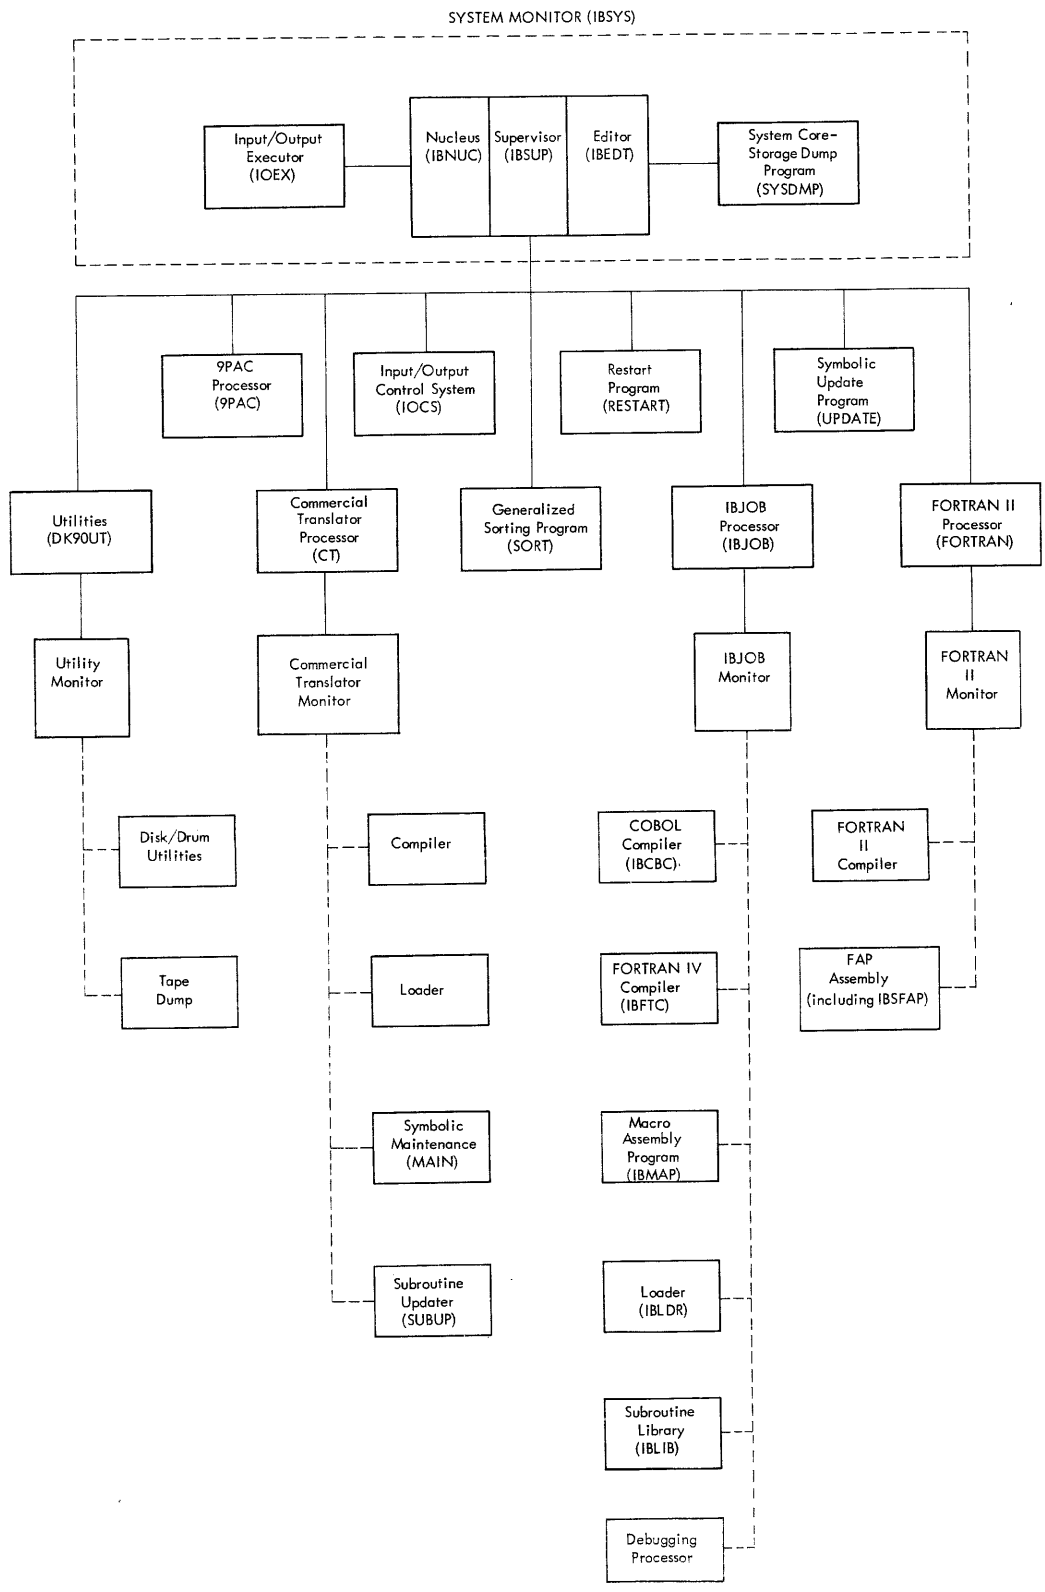 SYSTEM MONITOR (IBSYS)
Input/Output
Executor
(IOEX)
Nucleus
(IBNUC)
Supervisor
(IBSUP)
Editor
(IBEDT)
System Core-
Storage Dump
Program
(SYSDMP)
9PAC
Processor
(9PAC)
Input/Output
Control System
(IOCS)
Restart
Program
(RESTART)
Symbolic
Update
Program
(UPDATE)
Utilities
(DK90UT)
Commercial
Translator
Processor
(CT)
Generalized
Sorting Program
(SORT)
IBJOB
Processor
(IBJOB)
FORTRAN II
Processor
(FORTRAN)
Utility
Monitor
Commercial
Translator
Monitor
IBJOB
Monitor
FORTRAN
II
Monitor
Disk/Drum
Utilities
Compiler
COBOL
Compiler
(IBCBC)
FORTRAN
II
Compiler
Tape
Dump
Loader
FORTRAN IV
Compiler
(IBFTC)
FAP
Assembly
(including IBSFAP)
Symbolic
Maintenance
(MAIN)
Macro
Assembly
Program
(IBMAP)
Subroutine
Updater
(SUBUP)
Loader
(IBLDR)
Subroutine
Library
(IBLIB)
Debugging
Processor